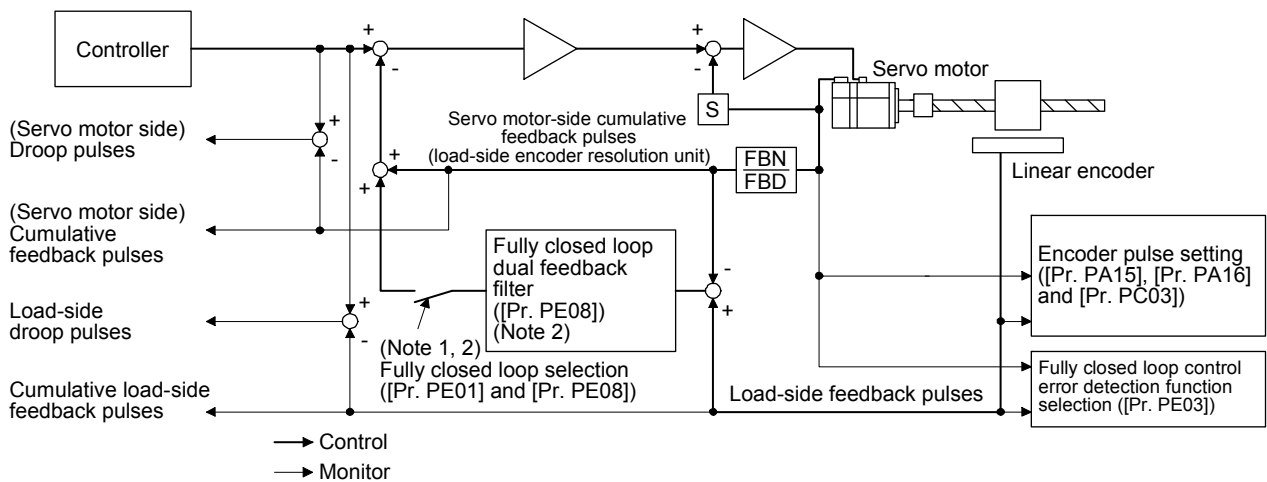 Controller
+
-
+
-
Servo motor
S
(Servo motor side)
Droop pulses
+
-
Servo motor-side cumulative
feedback pulses
(load-side encoder resolution unit)
+
+
FBN
FBD
Linear encoder
(Servo motor side)
Cumulative
feedback pulses
Fully closed loop
dual feedback
filter
([Pr. PE08])
(Note 2)
-
+
Encoder pulse setting
([Pr. PA15], [Pr. PA16]
and [Pr. PC03])
Load-side
droop pulses
+
-
(Note 1, 2)
Fully closed loop selection
([Pr. PE01] and [Pr. PE08])
Fully closed loop control
error detection function
selection ([Pr. PE03])
Cumulative load-side
feedback pulses
Load-side feedback pulses
Control
Monitor